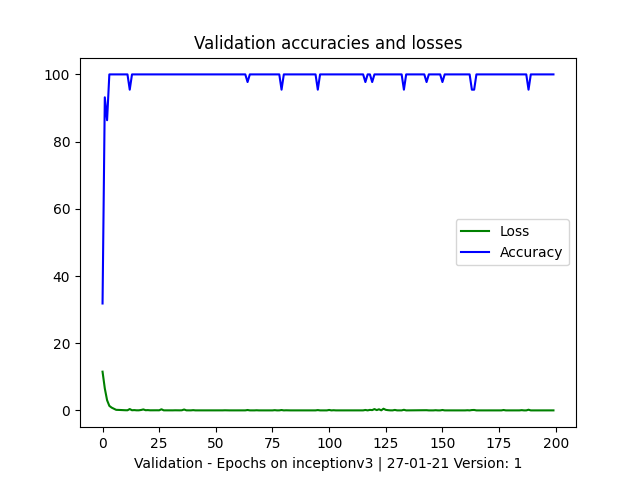 Validation accuracies and losses
100
80
60
40
20
0
Loss
Accuracy
0 25 50 75 100 125 150 175 200
Validation - Epochs on inceptionv3 | 27-01-21 Version: 1